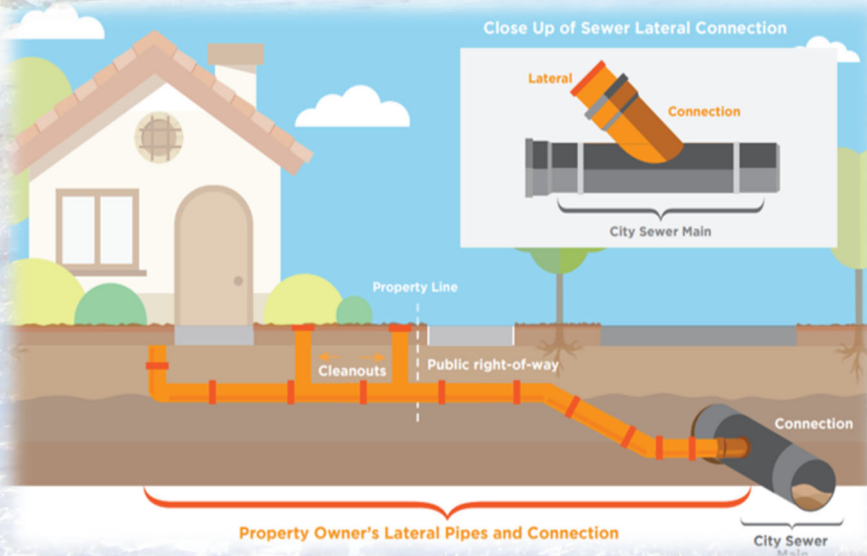 Close Up of Sewer Lateral Connection
Lateral
Connection
City Sewer Main
Property Line
Cleanouts
Public right-of-way
Connection
Property Owner's Lateral Pipes and Connection
City Sewer
Main